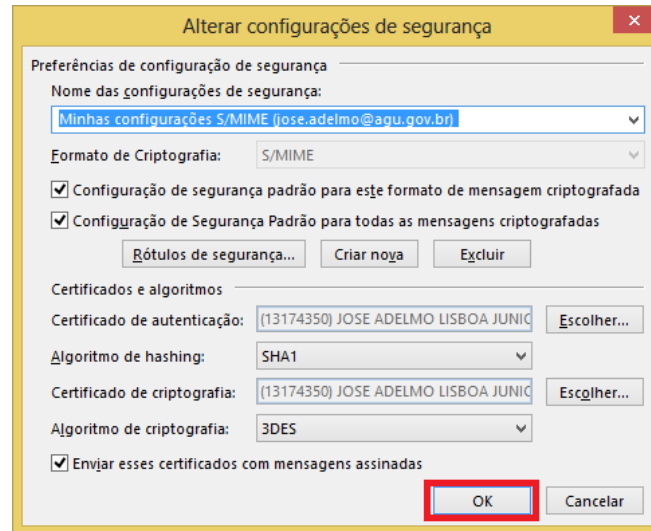 Alterar configurações de segurança
Preferências de configuração de segurança
Nome das configurações de segurança:
Minhas configurações S/MIME (jose.adelmo@agu.gov.br)
Formato de Criptografia: S/MIME
Configuração de segurança padrão para este formato de mensagem criptografada
Configuração de Segurança Padrão para todas as mensagens criptografadas
Rótulos de segurança... Criar nova Excluir
Certificados e algoritmos
Certificado de autenticação: (13174350) JOSE ADELMO LISBOA JUNIC Escolher...
Algoritmo de hashing: SHA1
Certificado de criptografia: (13174350) JOSE ADELMO LISBOA JUNIC Escolher...
Algoritmo de criptografia: 3DES
Enviar esses certificados com mensagens assinadas
OK Cancelar